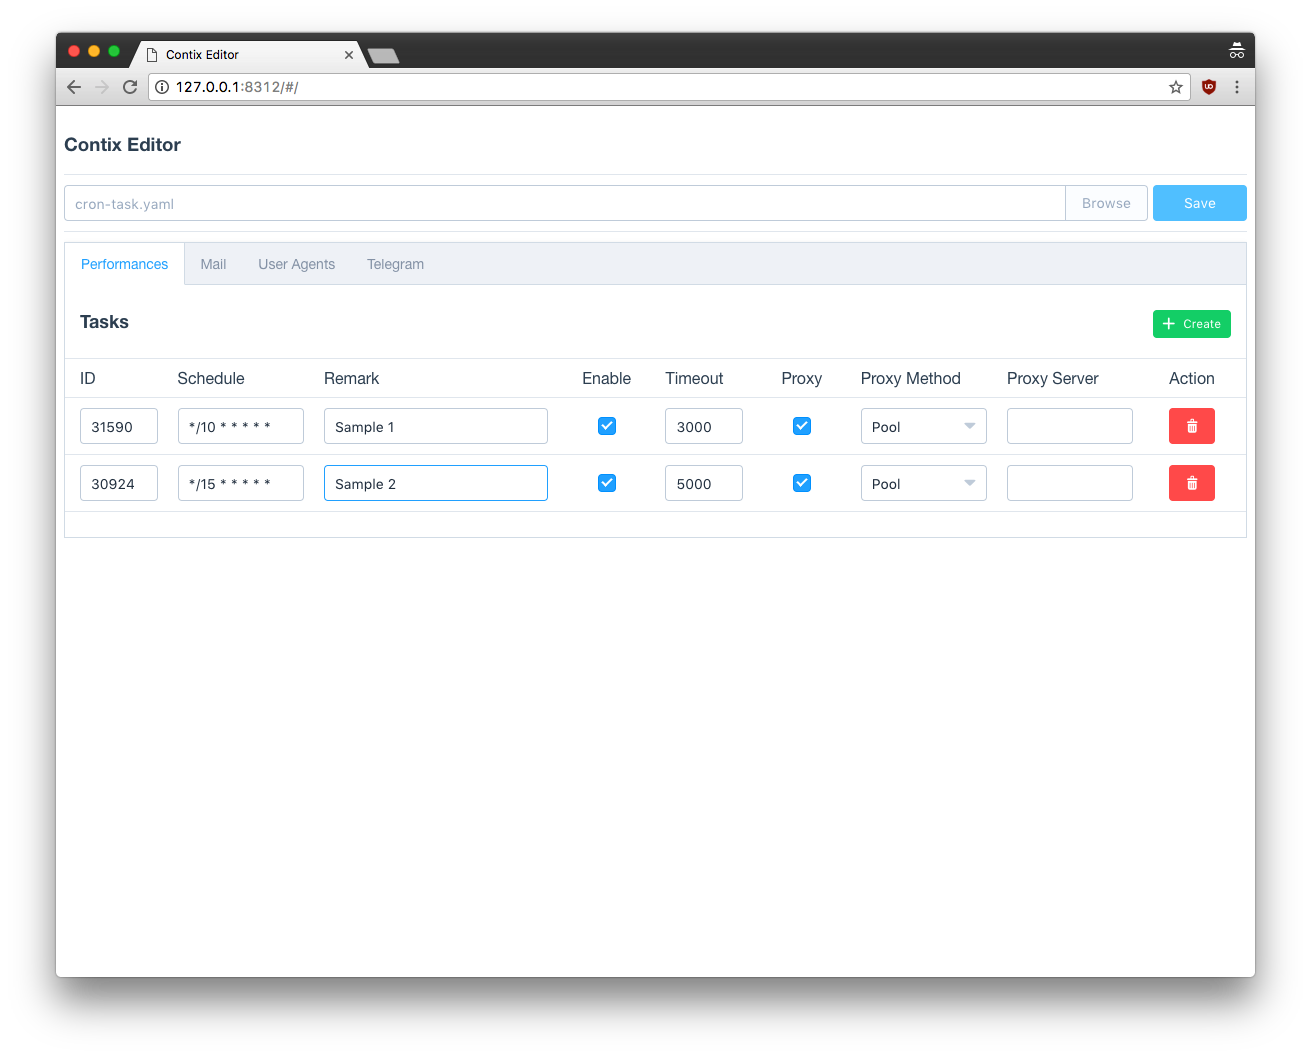 Contix Editor
127.0.0.1:8312/#/
Contix Editor
cron-task.yaml Browse Save
Performances Mail User Agents Telegram
Tasks Create
ID Schedule Remark Enable Timeout Proxy Proxy Method Proxy Server Action
31590 */10 * * * * * Sample 1 3000 Pool
30924 */15 * * * * * Sample 2 5000 Pool